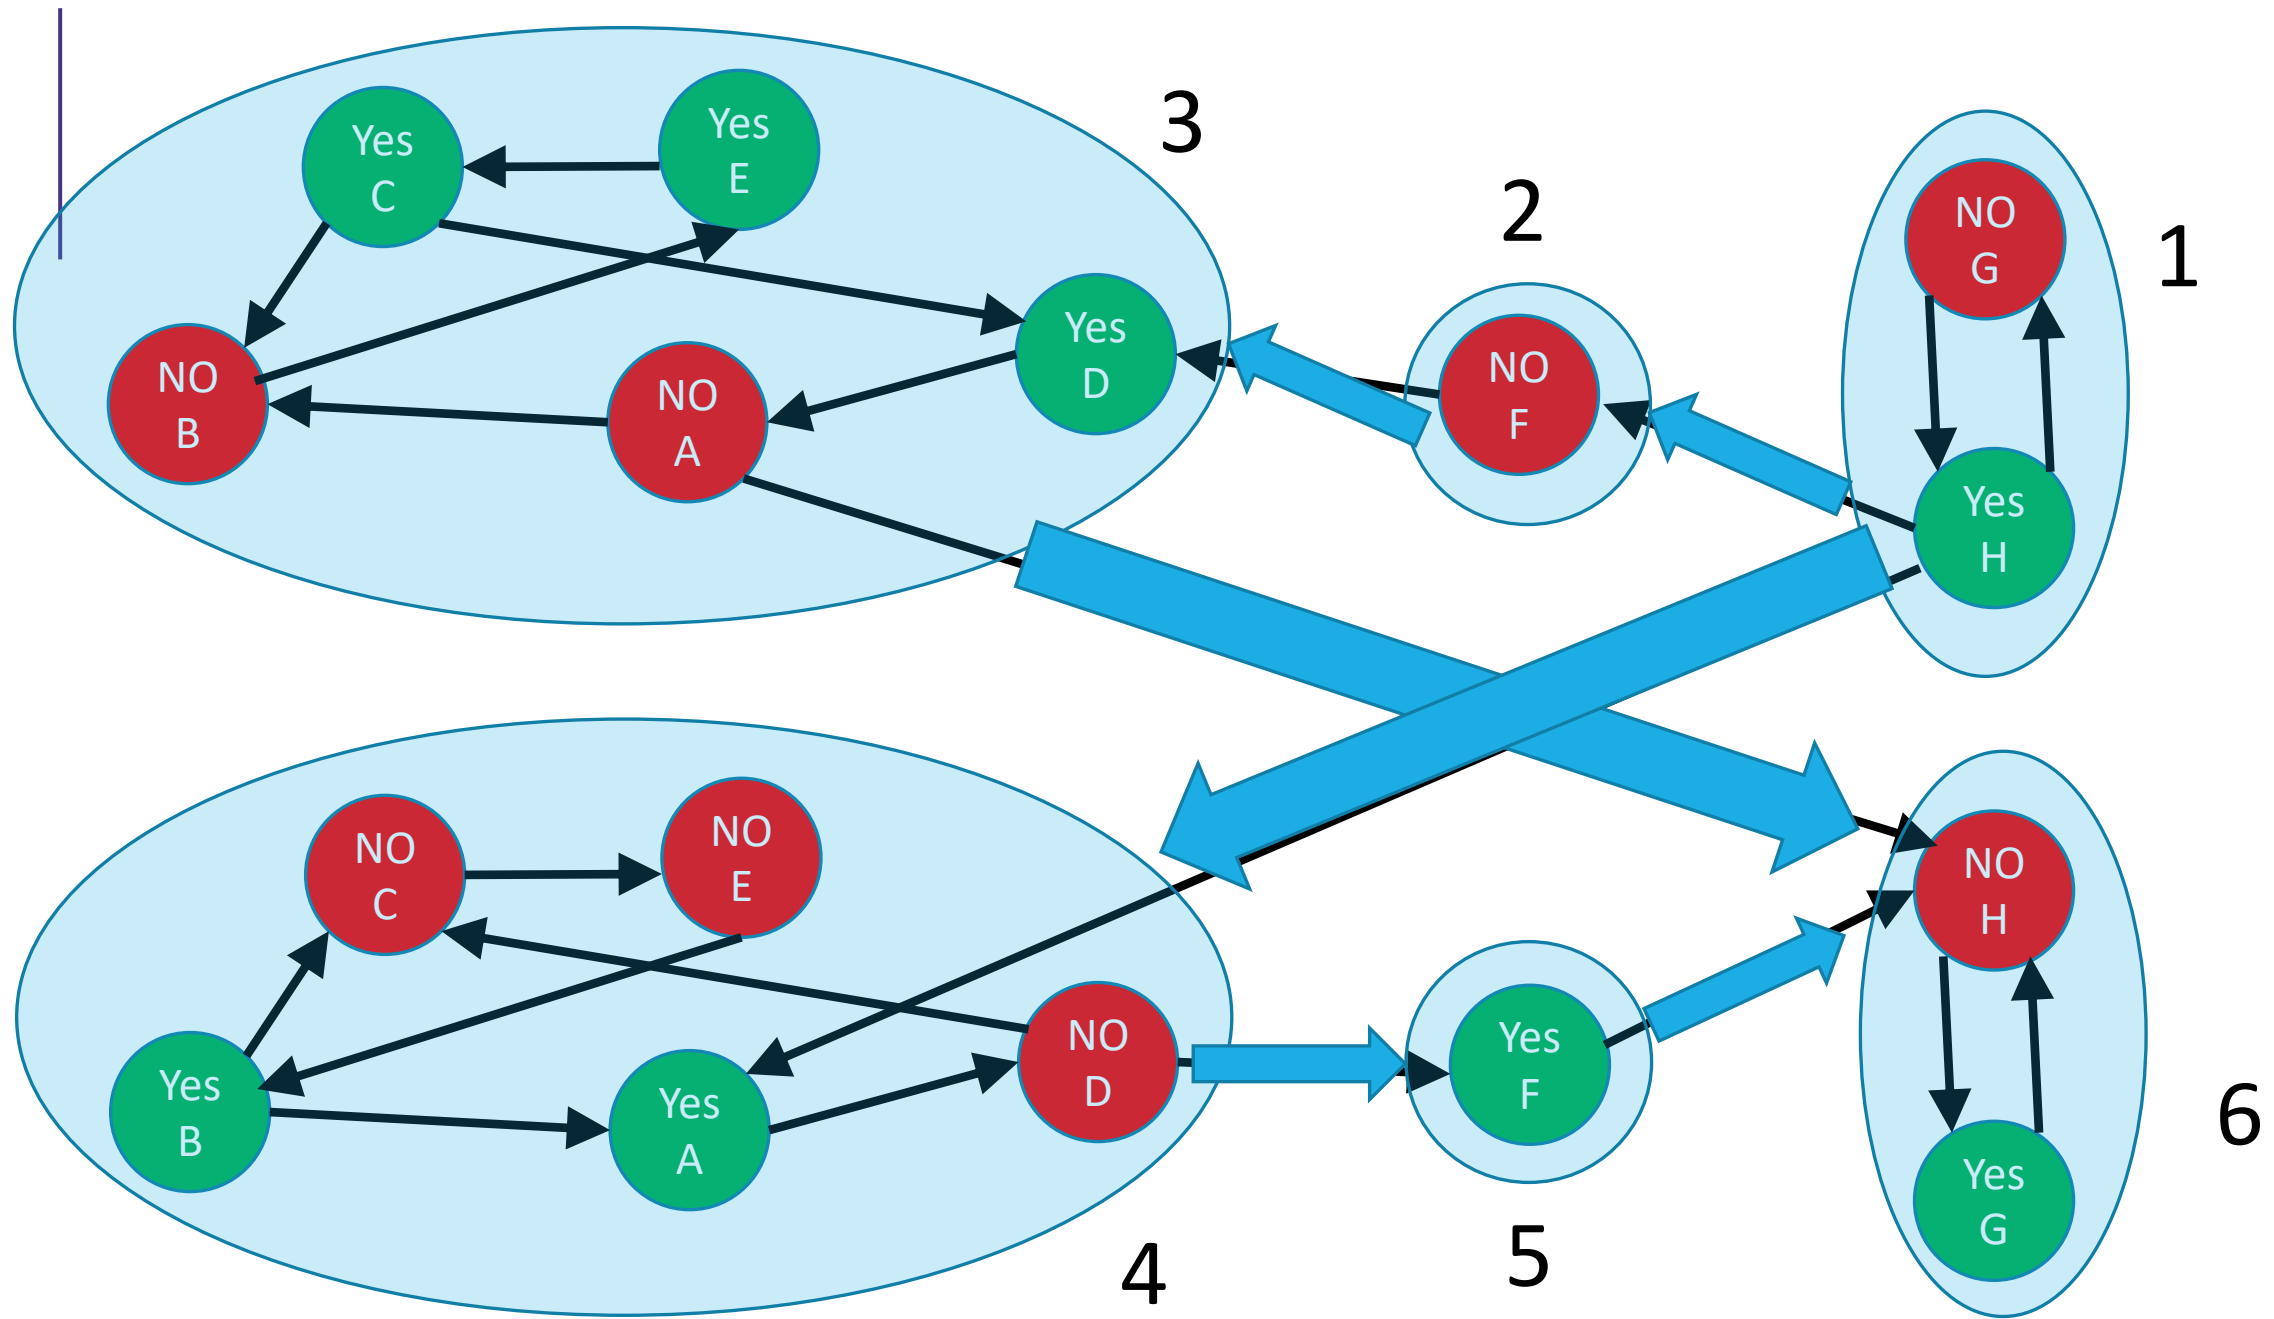 Yes
C
Yes
E
3
NO
B
NO
A
Yes
D
2
NO
F
NO
G
1
Yes
H
NO
C
NO
E
Yes
B
Yes
A
NO
D
4
Yes
F
5
NO
H
Yes
G
6